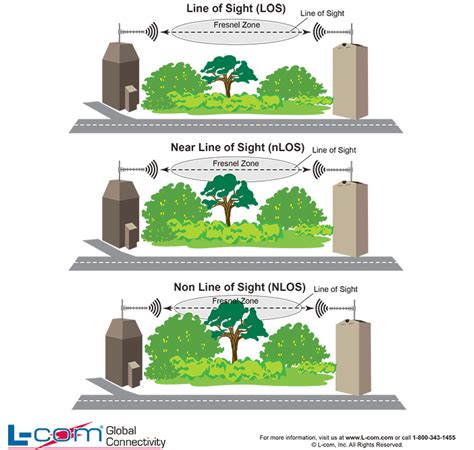 Line of Sight (LOS)
Line of Sight
Fresnel Zone
Near Line of Sight (nLOS)
Fresnel Zone
Line of Sight
Non Line of Sight (NLOS)
Line of Sight
Fresnel Zone
L-com Global
Connectivity
For more information, visit us at www.L-com.com or call 1-800-343-1455
© L-com, Inc. All Rights Reserved.